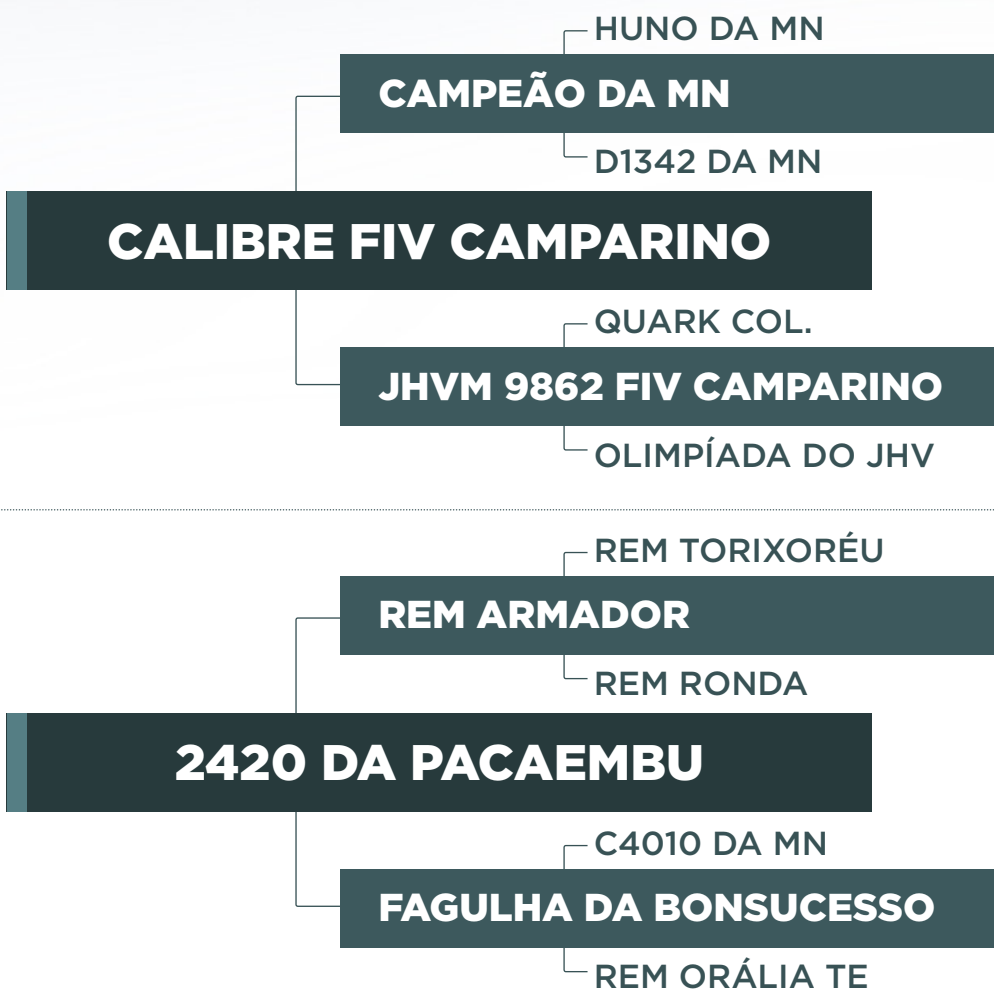 HUNO DA MN
CAMPEÃO DA MN
D1342 DA MN
CALIBRE FIV CAMPARINO
QUARK COL.
JHVM 9862 FIV CAMPARINO
OLIMPÍADA DO JHV
REM TORIXORÉU
REM ARMADOR
REM RONDA
2420 DA PACAEMBU
C4010 DA MN
FAGULHA DA BONSUCESSO
REM ORÁLIA TE